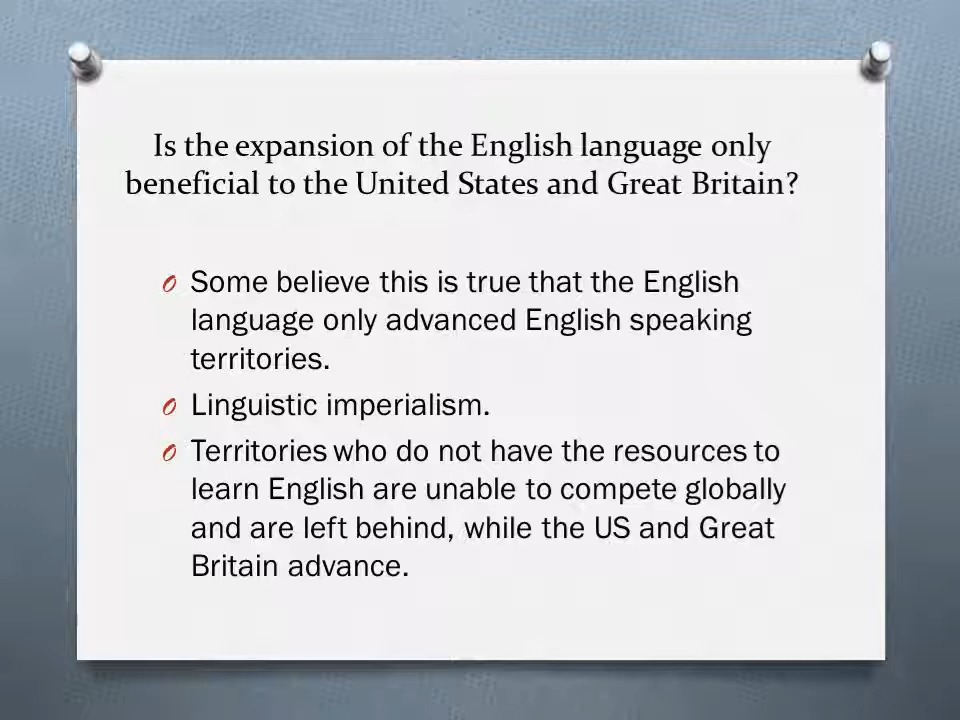 Is the expansion of the English language only
beneficial to the United States and Great Britain?
Some believe this is true that the English
language only advanced English speaking
territories.
Linguistic imperialism.
Territories who do not have the resources to
learn English are unable to compete globally
and are left behind, while the US and Great
Britain advance.